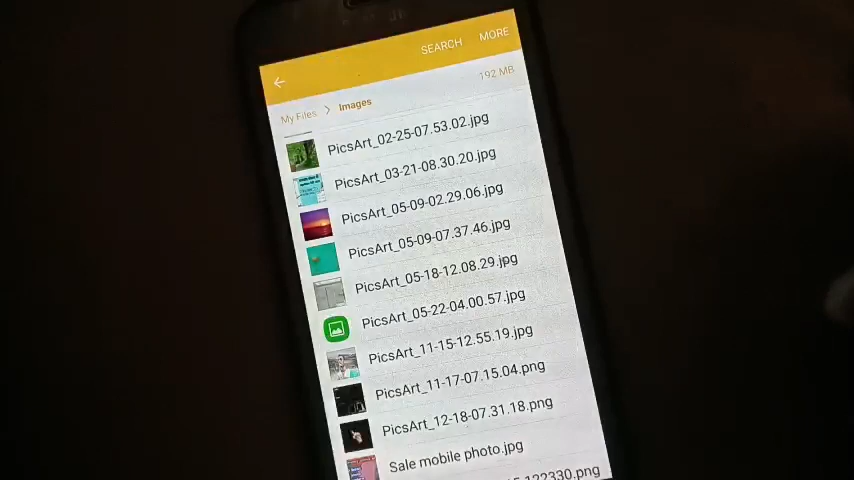 SEARCH MORE
192 MB
My Files > Images
PicsArt_02-25-07.53.02.jpg
PicsArt_03-21-08.30.20.jpg
PicsArt_05-09-02.29.06.jpg
PicsArt_05-09-07.37.46.jpg
PicsArt_05-18-12.08.29.jpg
PicsArt_05-22-04.00.57.jpg
PicsArt_11-15-12.55.19.jpg
PicsArt_11-17-07.15.04.png
PicsArt_12-18-07.31.18.png
Sale mobile photo.jpg
122330.png